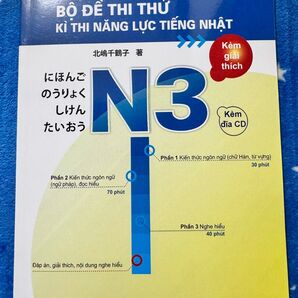 BỘ ĐỀ THI THỬ
KÌ THI NĂNG LỰC TIẾNG NHẬT
北嶋千鶴子 著
Kèm
giải
thích
にほんご
のうりょく
しけん
たいおう
N3
Kèm
đĩa CD
Phần 1 Kiến thức ngôn ngữ (chữ Hán, từ vựng)
30 phút
Phần 2 Kiến thức ngôn ngữ
(ngữ pháp), đọc hiểu
70 phút
Phần 3 Nghe hiểu
40 phút
Đáp án, giải thích, nội dung nghe hiểu